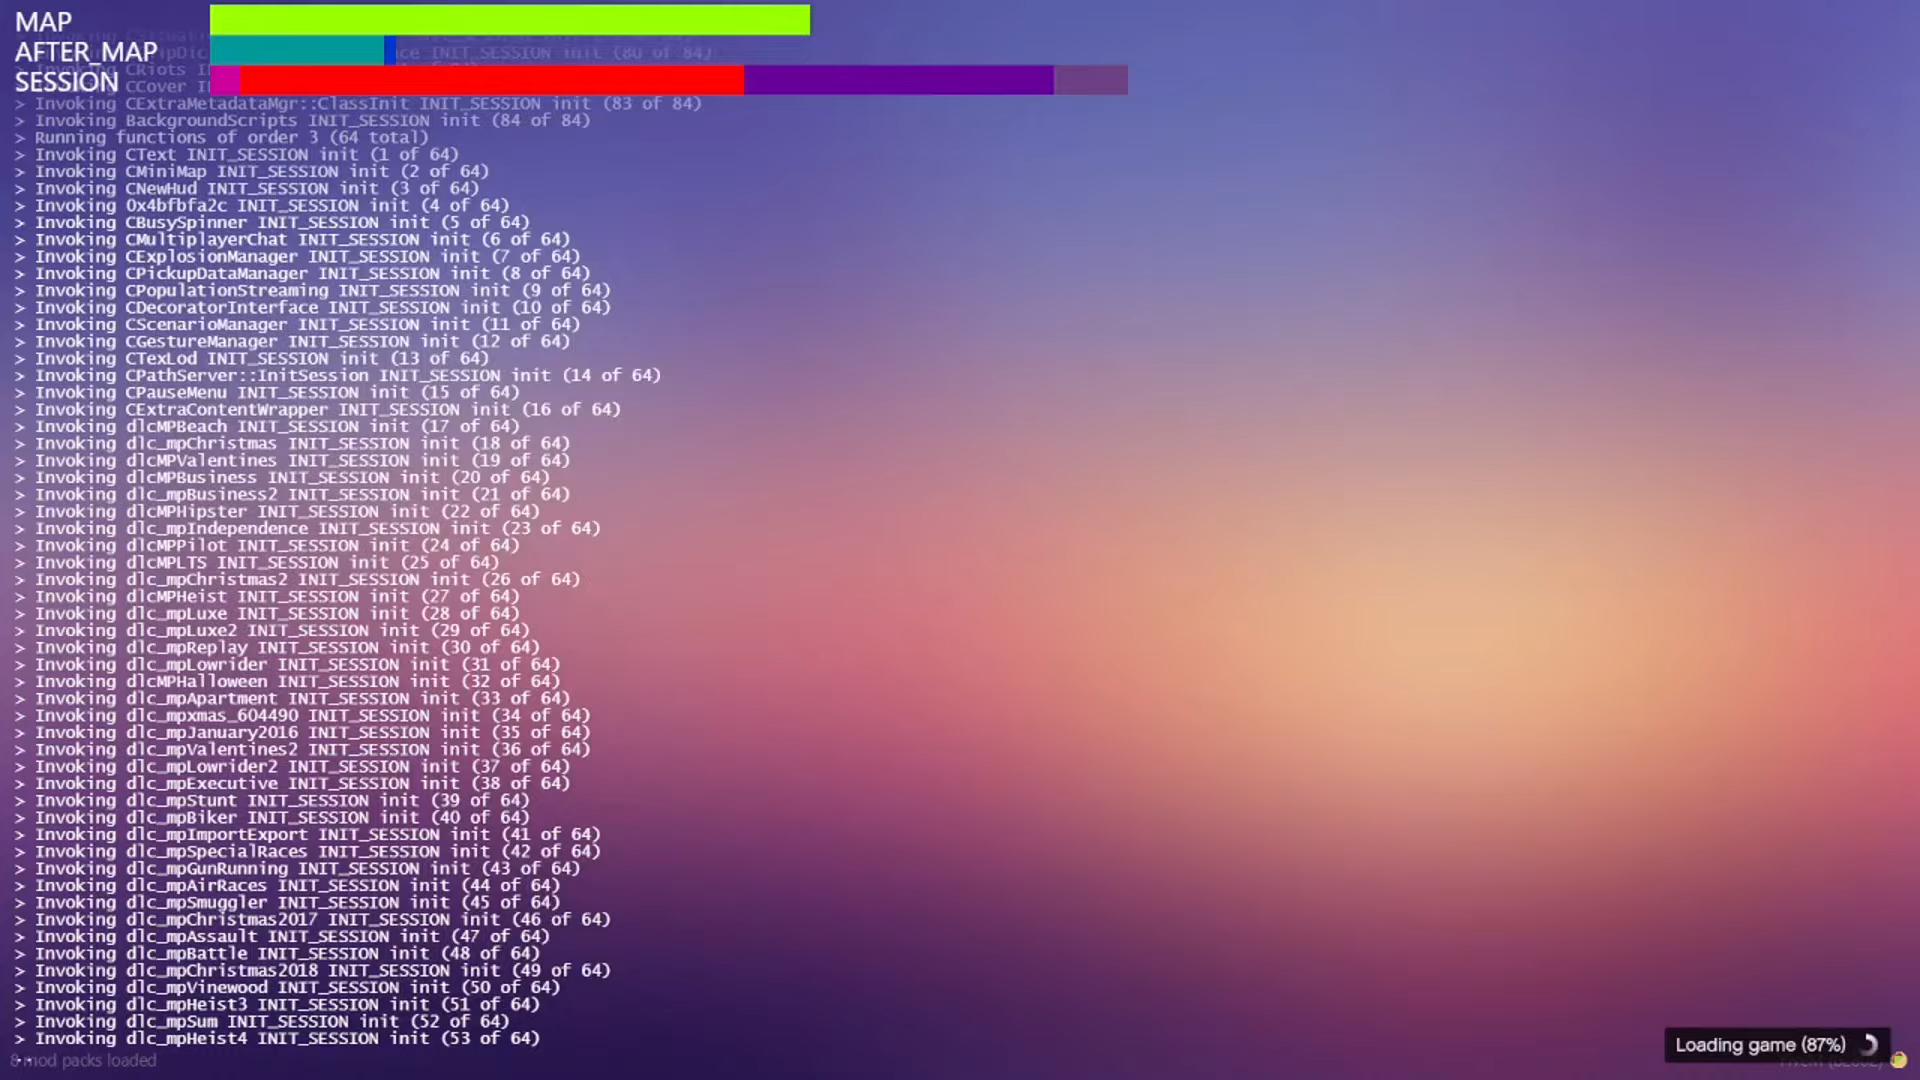 MAP
AFTER_MAP
SESSION
> Invoking CExtraMetadataMgr::ClassInit INIT_SESSION init (83 of 84)
> Invoking BackgroundScripts INIT_SESSION init (84 of 84)
> Running functions of order 3 (64 total)
> Invoking CText INIT_SESSION init (1 of 64)
> Invoking CMiniMap INIT_SESSION init (2 of 64)
> Invoking CNewHud INIT_SESSION init (3 of 64)
> Invoking 0x4bfbfa2c INIT_SESSION init (4 of 64)
> Invoking CBusySpinner INIT_SESSION init (5 of 64)
> Invoking CMultiplayerChat INIT_SESSION init (6 of 64)
> Invoking CExplosionManager INIT_SESSION init (7 of 64)
> Invoking CPickupDataManager INIT_SESSION init (8 of 64)
> Invoking CPopulationStreaming INIT_SESSION init (9 of 64)
> Invoking CDecoratorInterface INIT_SESSION init (10 of 64)
> Invoking CScenarioManager INIT_SESSION init (11 of 64)
> Invoking CGestureManager INIT_SESSION init (12 of 64)
> Invoking CTexLod INIT_SESSION init (13 of 64)
> Invoking CPathServer::InitSession INIT_SESSION init (14 of 64)
> Invoking CPauseMenu INIT_SESSION init (15 of 64)
> Invoking CExtraContentWrapper INIT_SESSION init (16 of 64)
> Invoking dlcMPBeach INIT_SESSION init (17 of 64)
> Invoking dlc_mpChristmas INIT_SESSION init (18 of 64)
> Invoking dlcMPValentines INIT_SESSION init (19 of 64)
> Invoking dlcMPBusiness INIT_SESSION init (20 of 64)
> Invoking dlc_mpBusiness2 INIT_SESSION init (21 of 64)
> Invoking dlcMPHipster INIT_SESSION init (22 of 64)
> Invoking dlc_mpIndependence INIT_SESSION init (23 of 64)
> Invoking dlcMPPilot INIT_SESSION init (24 of 64)
> Invoking dlcMPLTS INIT_SESSION init (25 of 64)
> Invoking dlc_mpChristmas2 INIT_SESSION init (26 of 64)
> Invoking dlcMPHeist INIT_SESSION init (27 of 64)
> Invoking dlc_mpLuxe INIT_SESSION init (28 of 64)
> Invoking dlc_mpLuxe2 INIT_SESSION init (29 of 64)
> Invoking dlc_mpReplay INIT_SESSION init (30 of 64)
> Invoking dlc_mpLowrider INIT_SESSION init (31 of 64)
> Invoking dlcMPHalloween INIT_SESSION init (32 of 64)
> Invoking dlc_mpApartment INIT_SESSION init (33 of 64)
> Invoking dlc_mpxmas_604490 INIT_SESSION init (34 of 64)
> Invoking dlc_mpJanuary2016 INIT_SESSION init (35 of 64)
> Invoking dlc_mpValentines2 INIT_SESSION init (36 of 64)
> Invoking dlc_mpLowrider2 INIT_SESSION init (37 of 64)
> Invoking dlc_mpExecutive INIT_SESSION init (38 of 64)
> Invoking dlc_mpStunt INIT_SESSION init (39 of 64)
> Invoking dlc_mpBiker INIT_SESSION init (40 of 64)
> Invoking dlc_mpImportExport INIT_SESSION init (41 of 64)
> Invoking dlc_mpSpecialRaces INIT_SESSION init (42 of 64)
> Invoking dlc_mpGunRunning INIT_SESSION init (43 of 64)
> Invoking dlc_mpAirRaces INIT_SESSION init (44 of 64)
> Invoking dlc_mpSmuggler INIT_SESSION init (45 of 64)
> Invoking dlc_mpChristmas2017 INIT_SESSION init (46 of 64)
> Invoking dlc_mpAssault INIT_SESSION init (47 of 64)
> Invoking dlc_mpBattle INIT_SESSION init (48 of 64)
> Invoking dlc_mpChristmas2018 INIT_SESSION init (49 of 64)
> Invoking dlc_mpVinewood INIT_SESSION init (50 of 64)
> Invoking dlc_mpHeist3 INIT_SESSION init (51 of 64)
> Invoking dlc_mpSum INIT_SESSION init (52 of 64)
> Invoking dlc_mpHeist4 INIT_SESSION init (53 of 64)
8 mod packs loaded
Loading game (87%)